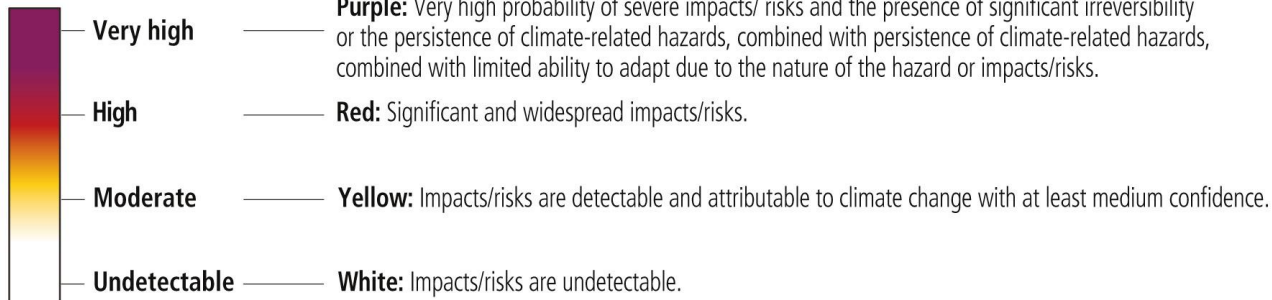 Purple: Very high probability of severe impacts/ risks and the presence of significant irreversibility
Very high
or the persistence of climate-related hazards, combined with persistence of climate-related hazards,
combined with limited ability to adapt due to the nature of the hazard or impacts/risks.
High
Red: Significant and widespread impacts/risks.
Moderate
Yellow: Impacts/risks are detectable and attributable to climate change with at least medium confidence.
Undetectable
White: Impacts/risks are undetectable.